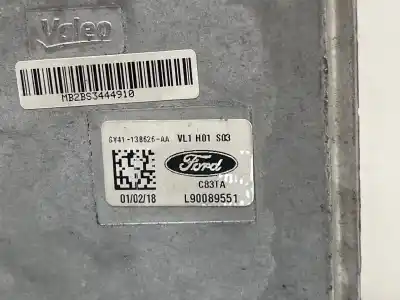 Valeo
MB2BS3444910
GV41-13B626-AA VL1 H01 S03
Ford
C83TA
01/02/18 L90089551